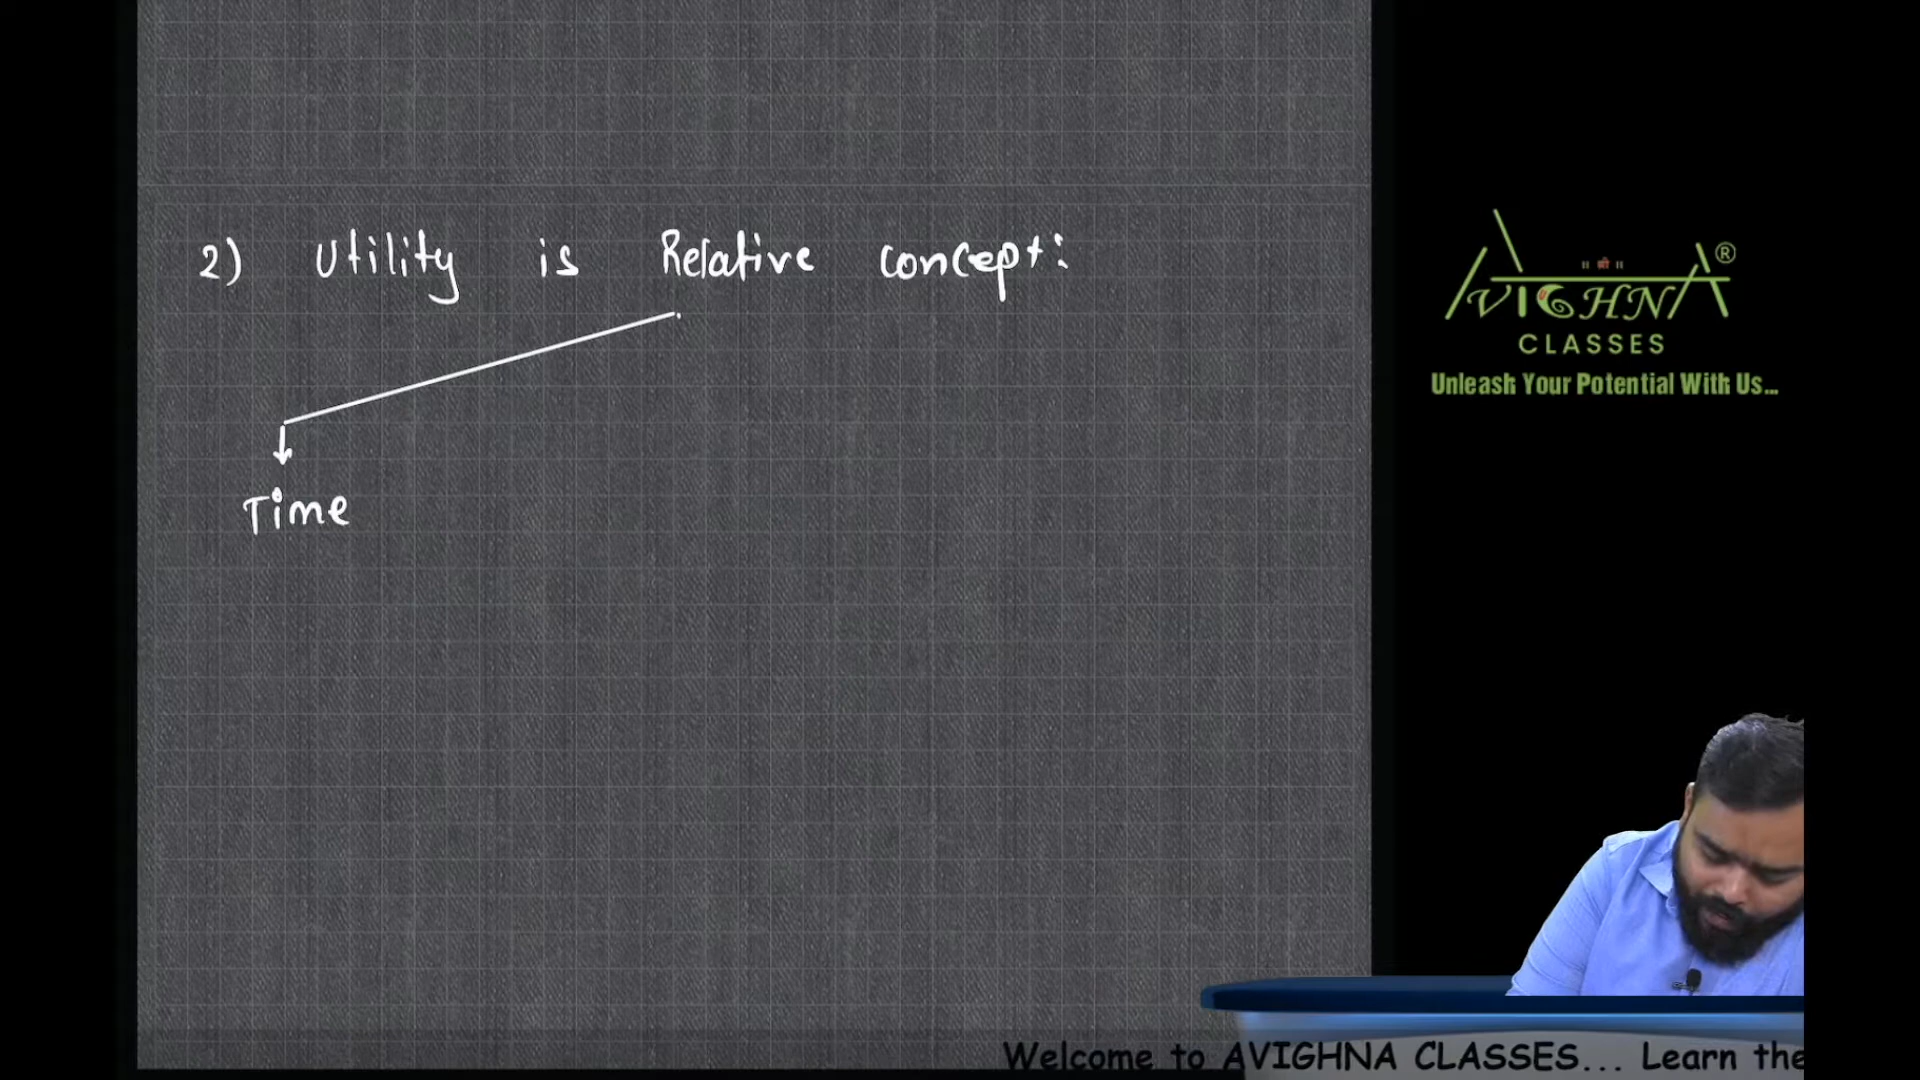 2) Utility is Relative concept:
Time
॥ श्री ॥
AVIGHNA ®
CLASSES
Unleash Your Potential With Us...
Welcome to AVIGHNA CLASSES... Learn the